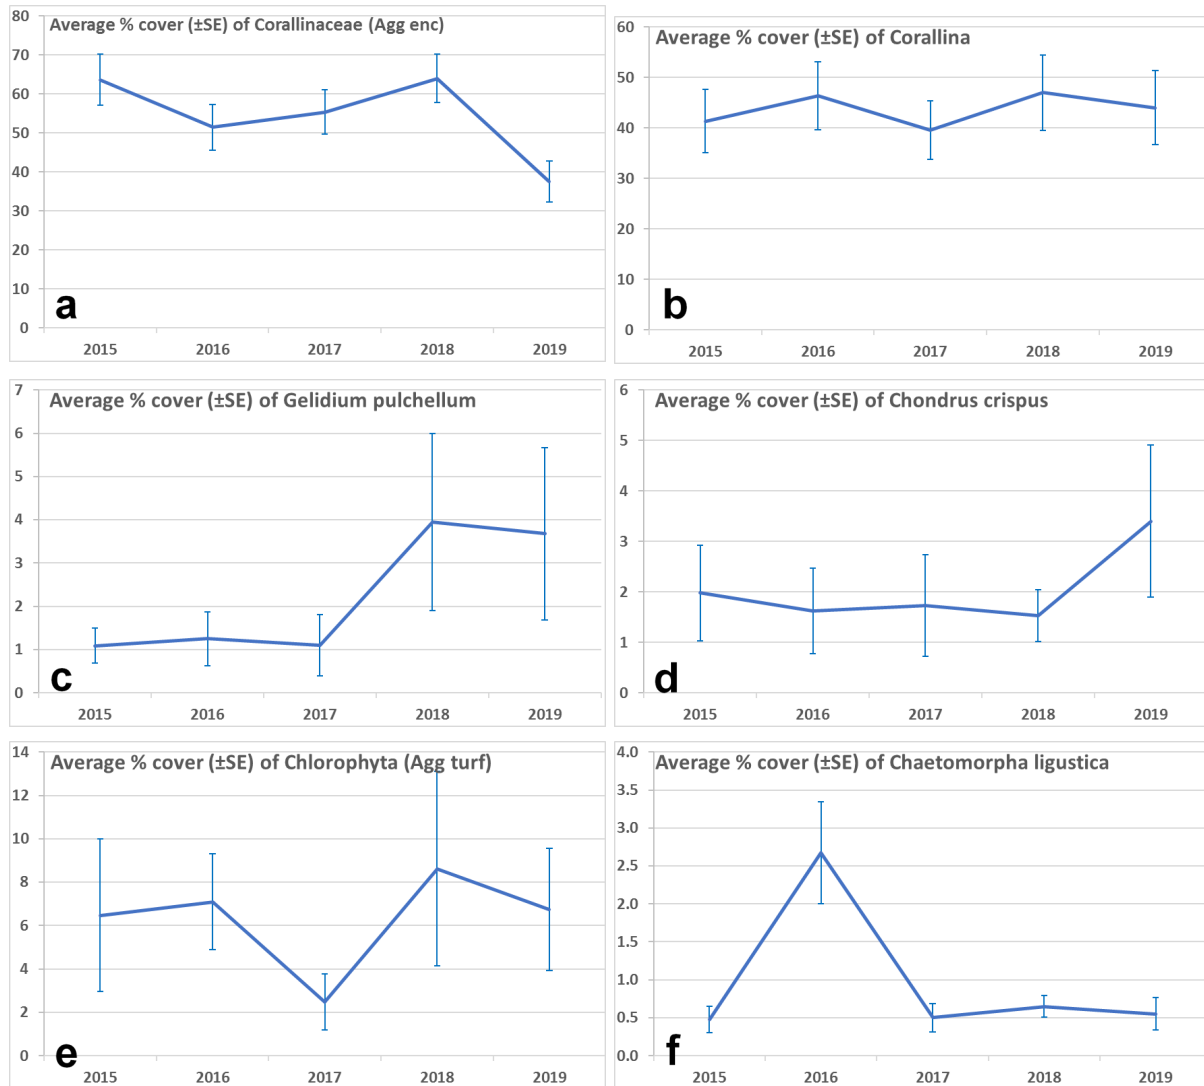 Average % cover (±SE) of Corallinaceae (Agg enc)
80
70
60
50
40
30
20
10
0
a
2015 2016 2017 2018 2019
Average % cover (±SE) of Corallina
60
50
40
30
20
10
0
b
2015 2016 2017 2018 2019
Average % cover (±SE) of Gelidium pulchellum
7
6
5
4
3
2
1
0
c
2015 2016 2017 2018 2019
Average % cover (±SE) of Chondrus crispus
6
5
4
3
2
1
0
d
2015 2016 2017 2018 2019
Average % cover (±SE) of Chlorophyta (Agg turf)
14
12
10
8
6
4
2
0
e
2015 2016 2017 2018 2019
Average % cover (±SE) of Chaetomorpha ligustica
4.0
3.5
3.0
2.5
2.0
1.5
1.0
0.5
0.0
f
2015 2016 2017 2018 2019